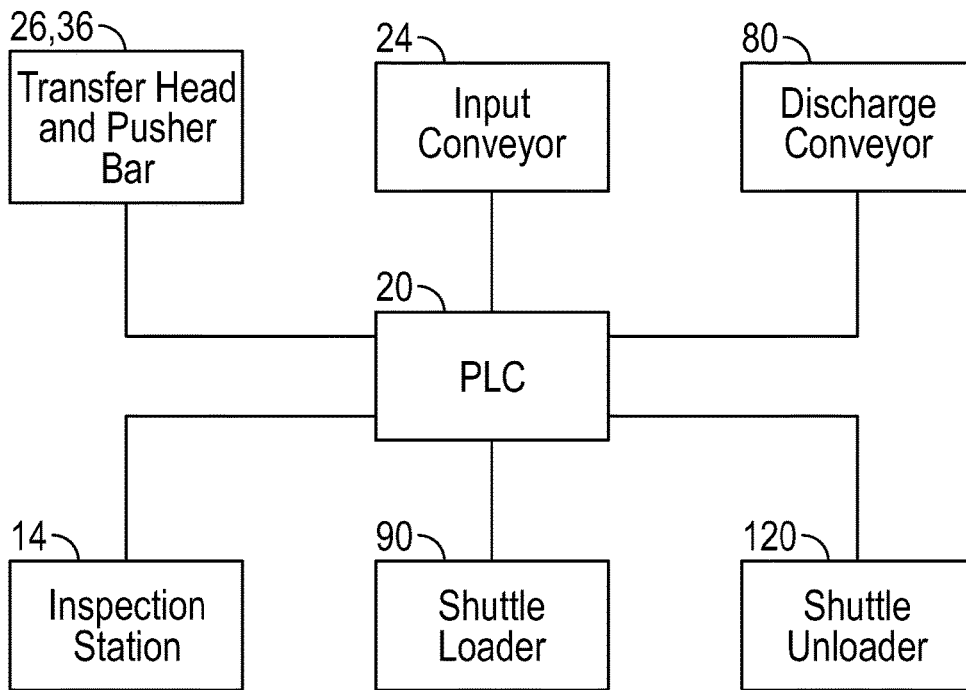 26,36
Transfer Head
and Pusher
Bar
24
Input
Conveyor
80
Discharge
Conveyor
20
PLC
14
Inspection
Station
90
Shuttle
Loader
120
Shuttle
Unloader